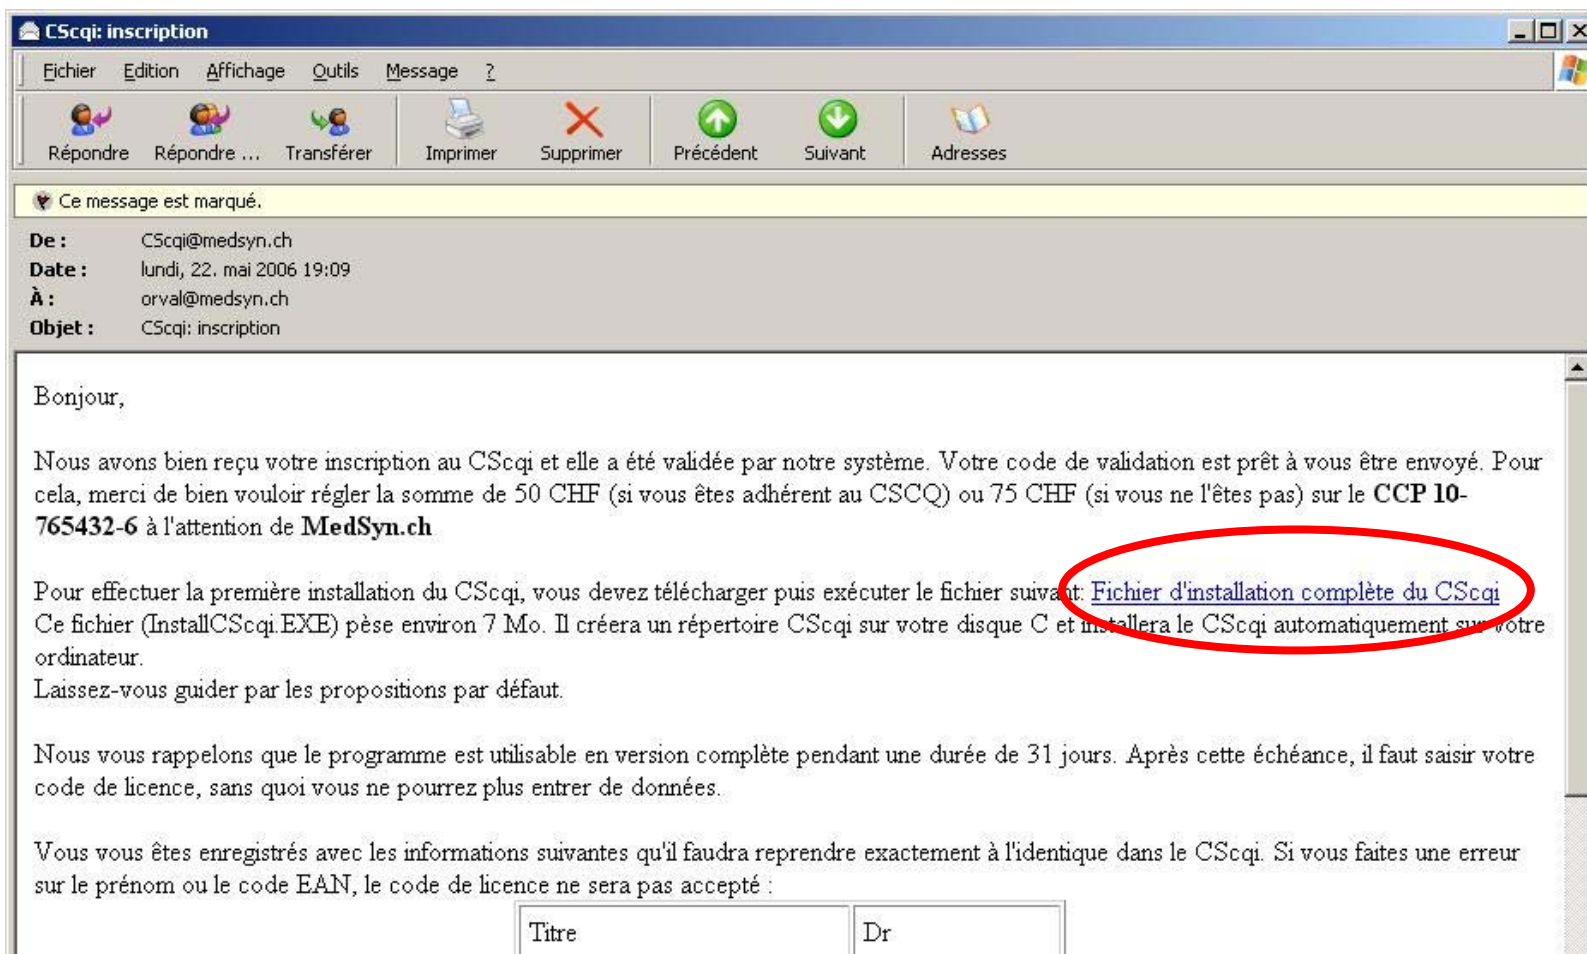 CScqi: inscription
Fichier Edition Affichage Outils Message ?
Répondre Répondre ... Transférer Imprimer Supprimer Précédent Suivant Adresses
Ce message est marqué.
De : CScqi@medsyn.ch
Date : lundi, 22. mai 2006 19:09
À : orval@medsyn.ch
Objet : CScqi: inscription
Bonjour,
Nous avons bien reçu votre inscription au CScqi et elle a été validée par notre système. Votre code de validation est prêt à vous être envoyé. Pour
cela, merci de bien vouloir régler la somme de 50 CHF (si vous êtes adhérent au CSCQ) ou 75 CHF (si vous ne l'êtes pas) sur le CCP 10-
765432-6 à l'attention de MedSyn.ch
Pour effectuer la première installation du CScqi, vous devez télécharger puis exécuter le fichier suivant: Fichier d'installation complète du CScqi
Ce fichier (InstallCScqi.EXE) pèse environ 7 Mo. Il créera un répertoire CScqi sur votre disque C et installera le CScqi automatiquement sur votre
ordinateur.
Laissez-vous guider par les propositions par défaut.
Nous vous rappelons que le programme est utilisable en version complète pendant une durée de 31 jours. Après cette échéance, il faut saisir votre
code de licence, sans quoi vous ne pourrez plus entrer de données.
Vous vous êtes enregistrés avec les informations suivantes qu'il faudra reprendre exactement à l'identique dans le CScqi. Si vous faites une erreur
sur le prénom ou le code EAN, le code de licence ne sera pas accepté :
Titre Dr